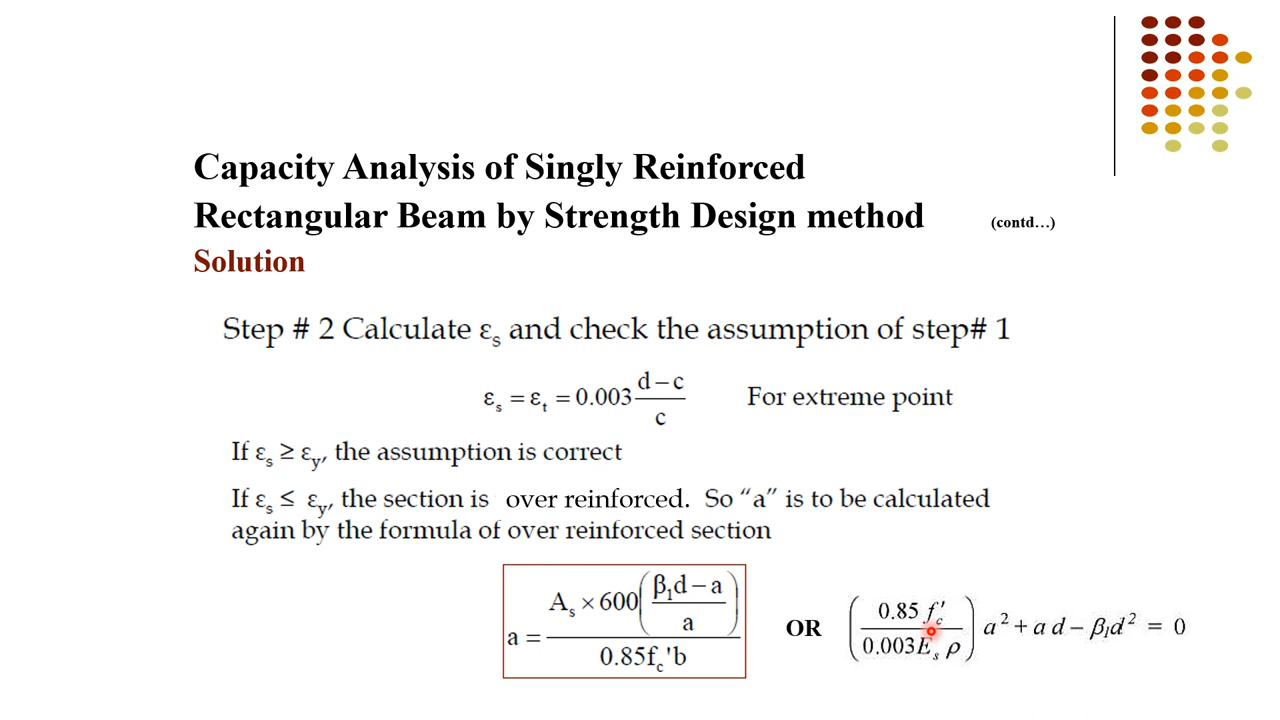 Capacity Analysis of Singly Reinforced
Rectangular Beam by Strength Design method (contd…)
Solution
Step # 2 Calculate εs and check the assumption of step# 1
εs = εt = 0.003 (d − c)/c For extreme point
If εs ≥ εy, the assumption is correct
If εs ≤ εy, the section is over reinforced. So “a” is to be calculated
again by the formula of over reinforced section
a = (As × 600((β1d − a)/a))/(0.85fc'b) OR (0.85 f'c/(0.003Es ρ)) a² + a d − β1d² = 0